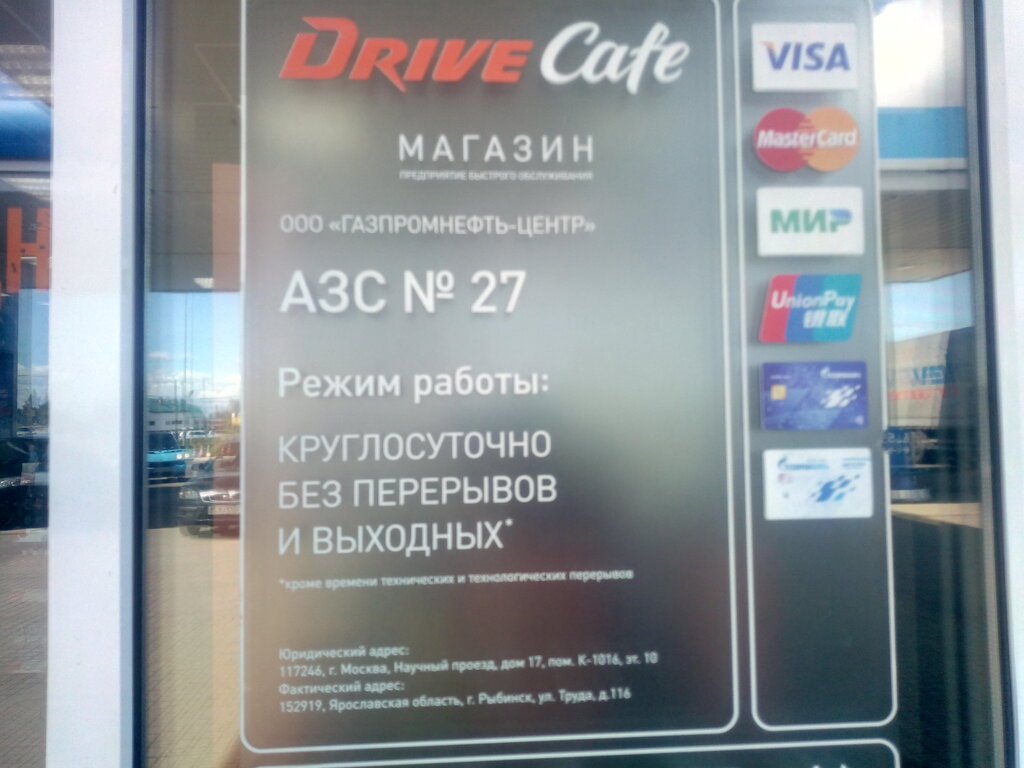 DRIVE Cafe
МАГАЗИН
ПРЕДПРИЯТИЕ БЫСТРОГО ОБСЛУЖИВАНИЯ
ООО «ГАЗПРОМНЕФТЬ-ЦЕНТР»
АЗС № 27
Режим работы:
КРУГЛОСУТОЧНО
БЕЗ ПЕРЕРЫВОВ
И ВЫХОДНЫХ*
*кроме времени технических и технологических перерывов
Юридический адрес:
117246, г. Москва, Научный проезд, дом 17, пом. К-1016, эт. 10
Фактический адрес:
152919, Ярославская область, г. Рыбинск, ул. Труда, д.116
VISA
MasterCard
МИР
UnionPay
银联